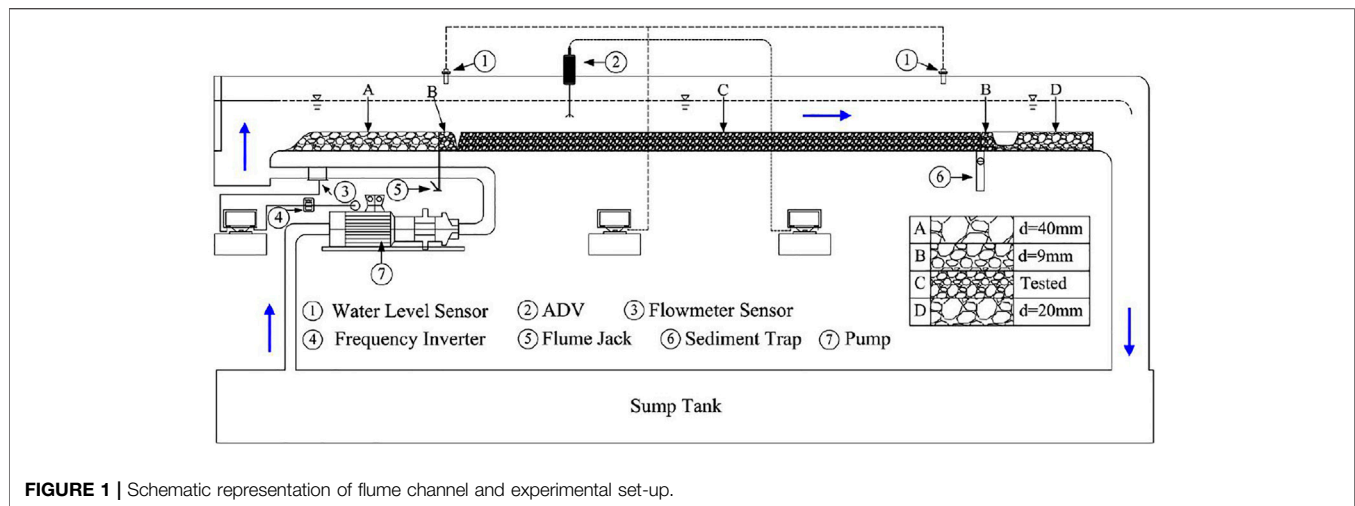 ① ② ①
A B C B D
③ ④ ⑤ ⑥
⑦
A d=40mm
B d=9mm
C Tested
D d=20mm
① Water Level Sensor ② ADV ③ Flowmeter Sensor
④ Frequency Inverter ⑤ Flume Jack ⑥ Sediment Trap ⑦ Pump
Sump Tank
FIGURE 1 | Schematic representation of flume channel and experimental set-up.